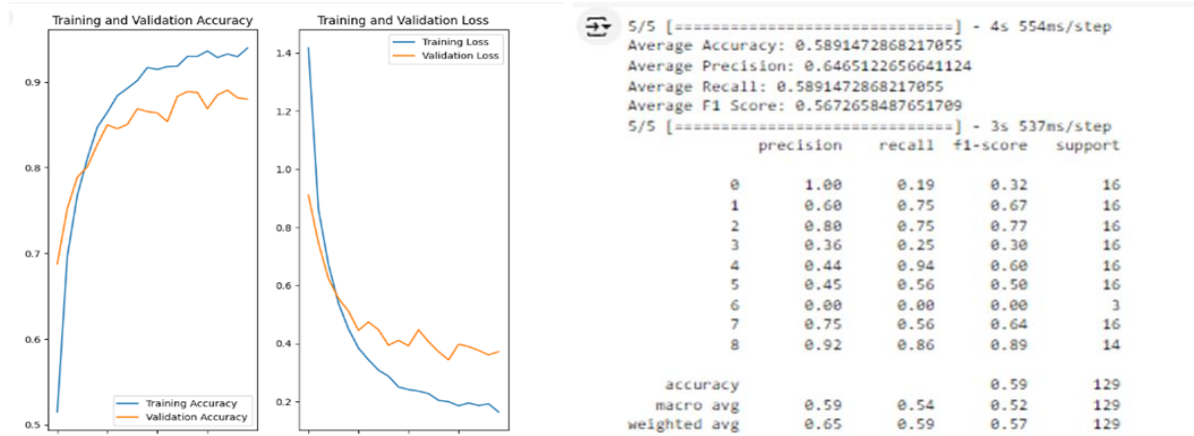 Training and Validation Accuracy
0.9
0.8
0.7
0.6
0.5
Training Accuracy
Validation Accuracy
Training and Validation Loss
1.4
1.2
1.0
0.8
0.6
0.4
0.2
Training Loss
Validation Loss
5/5 [==============================] - 4s 554ms/step
Average Accuracy: 0.5891472868217055
Average Precision: 0.6465122656641124
Average Recall: 0.5891472868217055
Average F1 Score: 0.5672658487651709
5/5 [==============================] - 3s 537ms/step
precision recall f1-score support
0 1.00 0.19 0.32 16
1 0.60 0.75 0.67 16
2 0.80 0.75 0.77 16
3 0.36 0.25 0.30 16
4 0.44 0.94 0.60 16
5 0.45 0.56 0.50 16
6 0.00 0.00 0.00 3
7 0.75 0.56 0.64 16
8 0.92 0.86 0.89 14
accuracy 0.59 129
macro avg 0.59 0.54 0.52 129
weighted avg 0.65 0.59 0.57 129